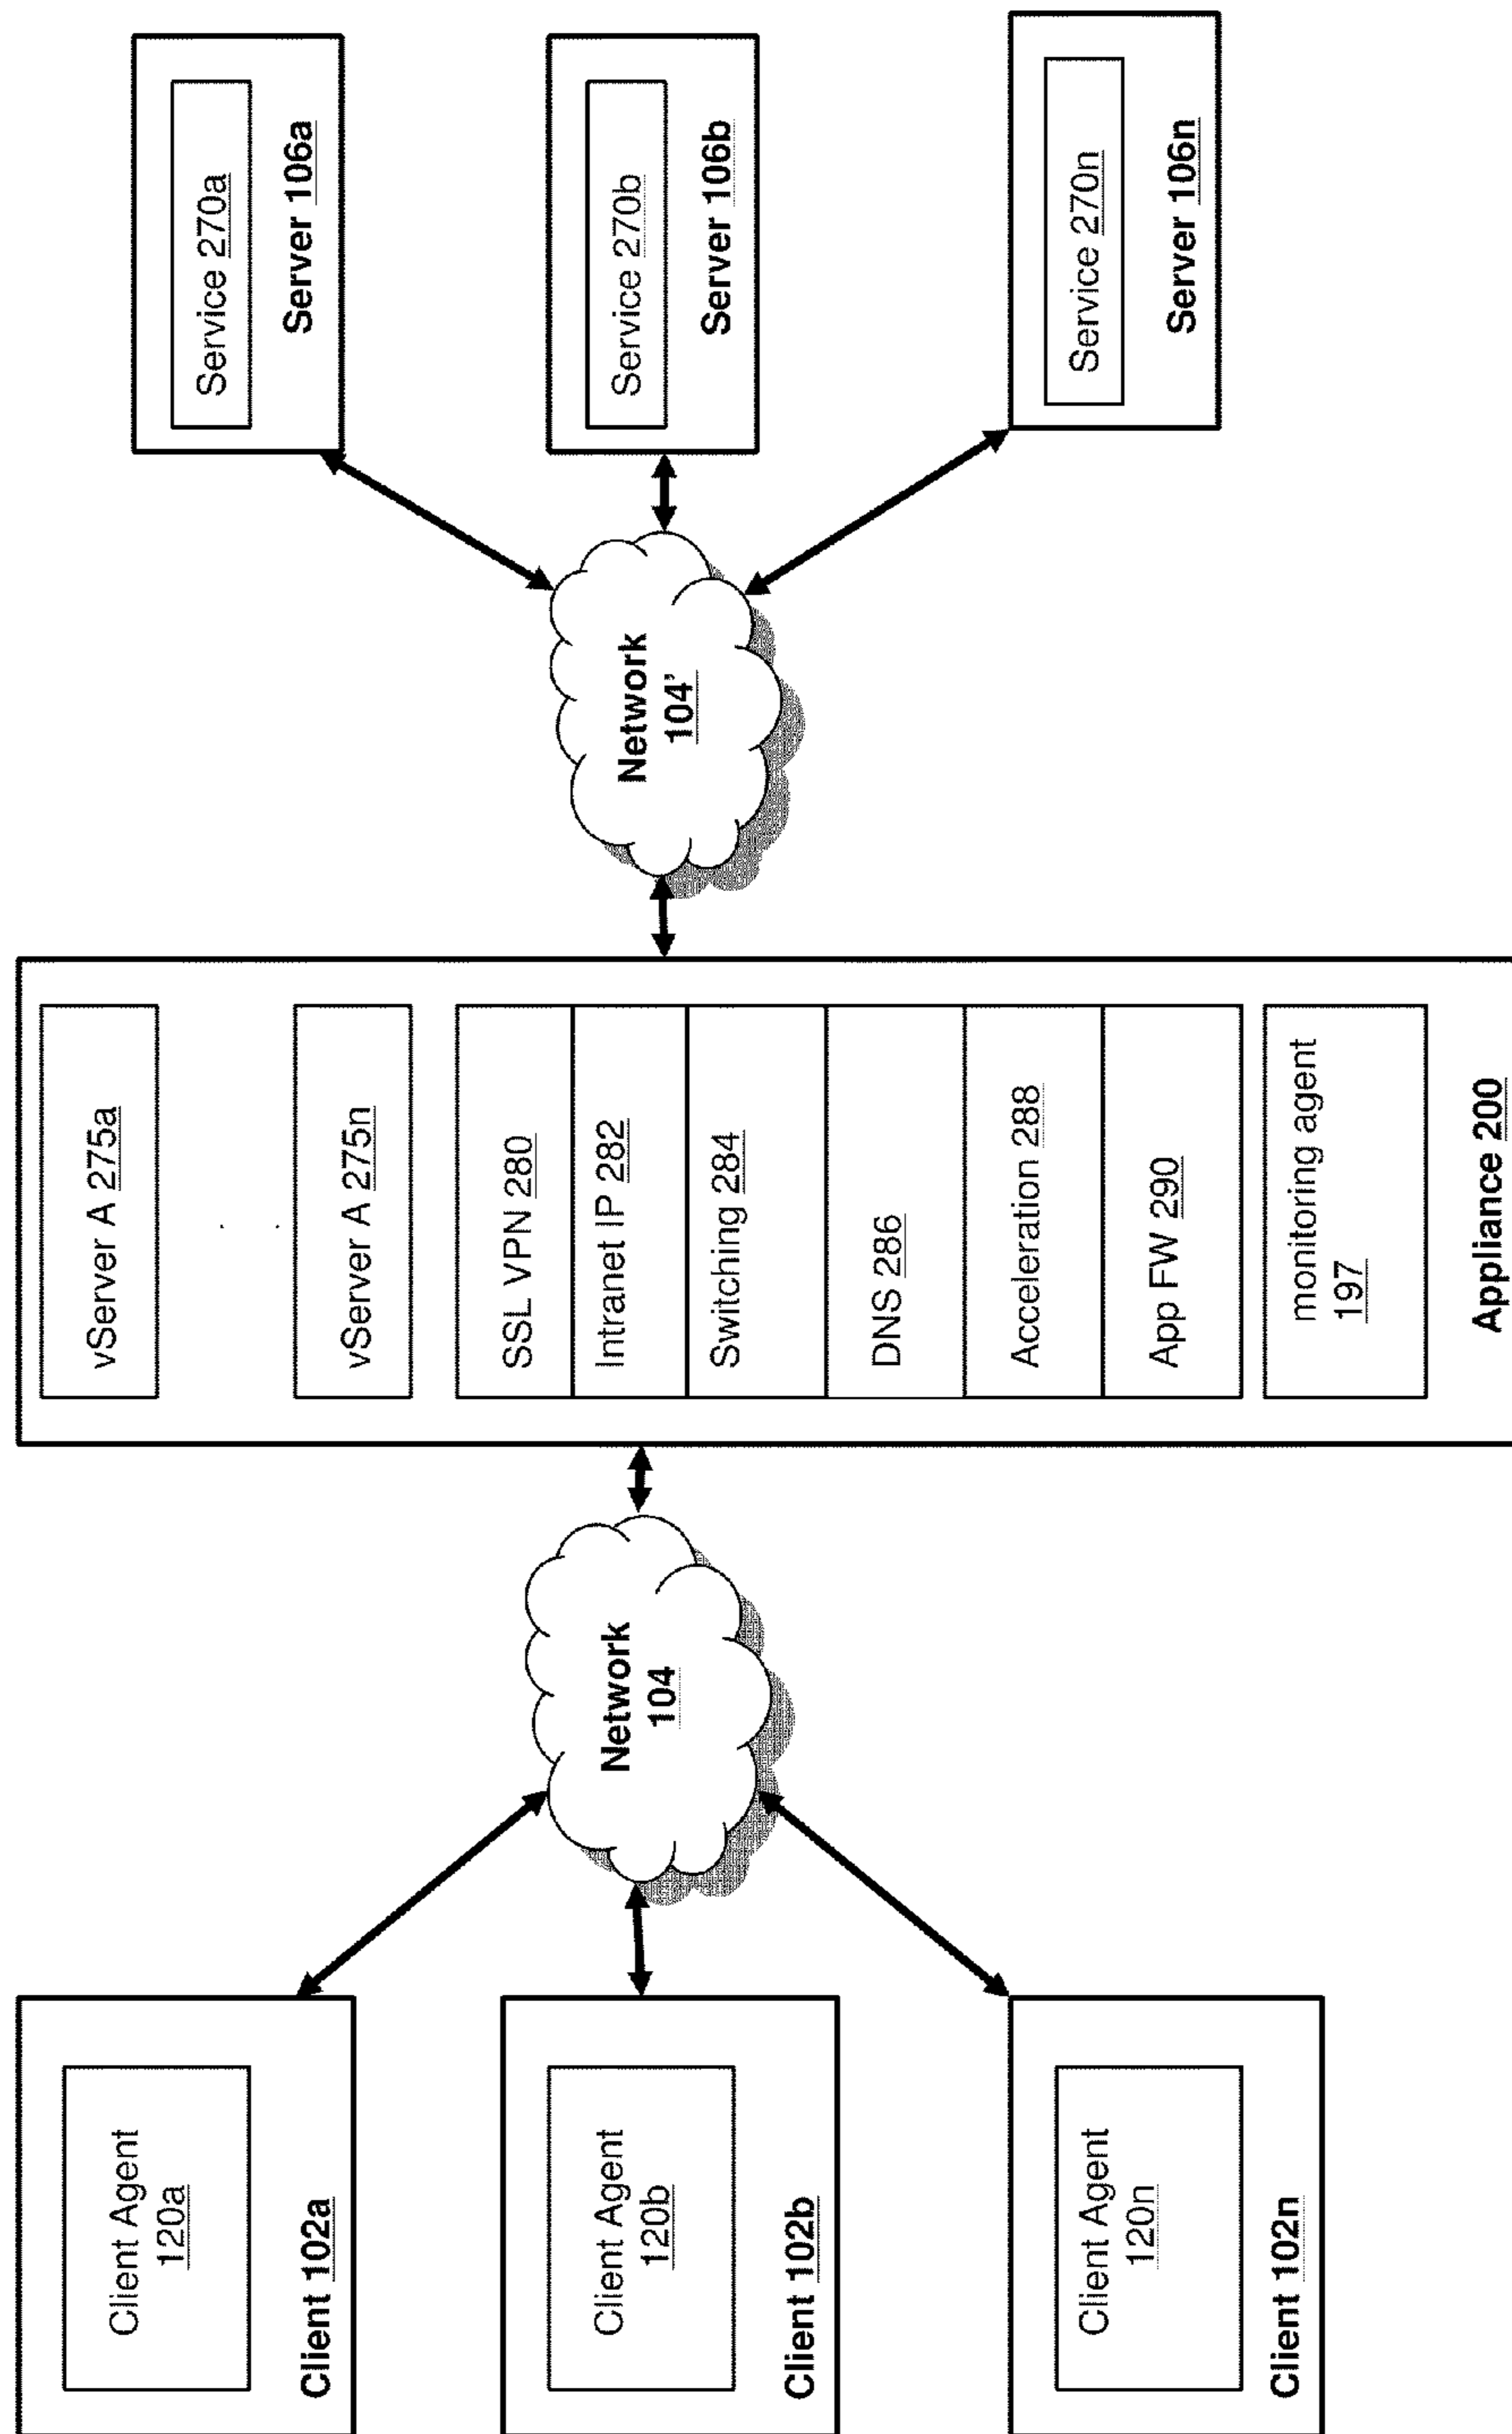 Client Agent
120a
Client 102a
Client Agent
120b
Client 102b
Client Agent
120n
Client 102n
Network
104
vServer A 275a
vServer A 275n
SSL VPN 280
Intranet IP 282
Switching 284
DNS 286
Acceleration 288
App FW 290
monitoring agent
197
Appliance 200
Network
104'
Service 270a
Server 106a
Service 270b
Server 106b
Service 270n
Server 106n